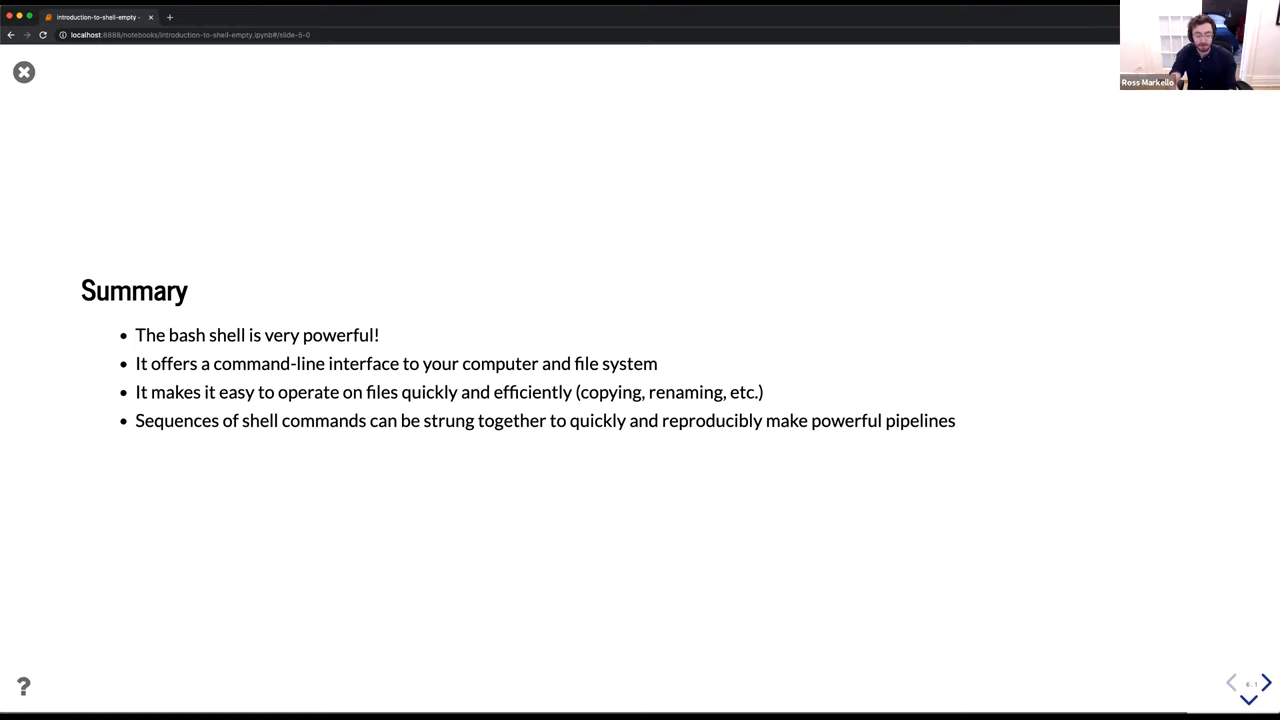 introduction-to-shell-empty -
localhost:8888/notebooks/introduction-to-shell-empty.ipynb#/slide-5-0
Ross Markello
Summary
• The bash shell is very powerful!
• It offers a command-line interface to your computer and file system
• It makes it easy to operate on files quickly and efficiently (copying, renaming, etc.)
• Sequences of shell commands can be strung together to quickly and reproducibly make powerful pipelines
?
6.1